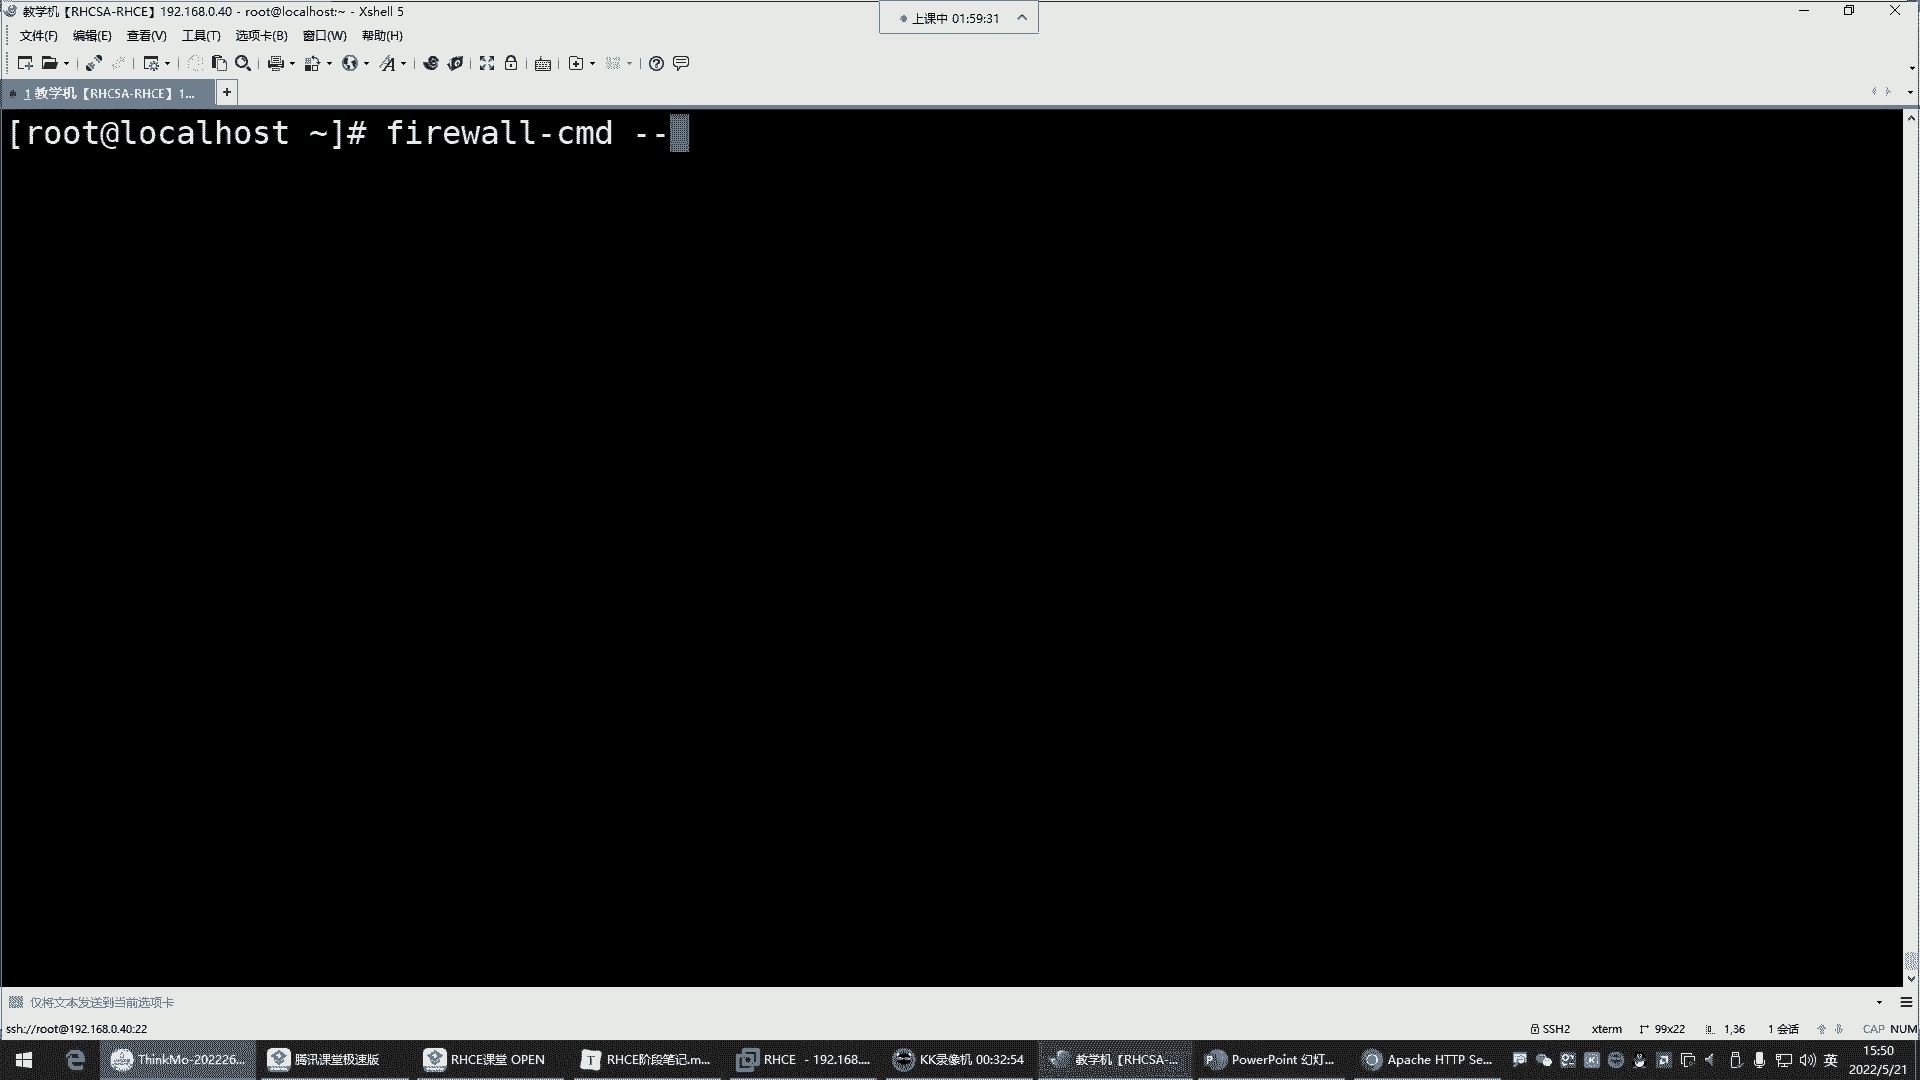 教学机【RHCSA-RHCE】192.168.0.40 - root@localhost:~ - Xshell 5
上课中 01:59:31
文件(F) 编辑(E) 查看(V) 工具(T) 选项卡(B) 窗口(W) 帮助(H)
1 教学机【RHCSA-RHCE】1...
[root@localhost ~]# firewall-cmd --
仅将文本发送到当前选项卡
ssh://root@192.168.0.40:22
SSH2 xterm 99x22 1,36 1 会话 CAP NUM
ThinkMo-202226... 腾讯课堂极速版 RHCE课堂 OPEN RHCE阶段笔记.m... RHCE - 192.168.... KK录像机 00:32:54 教学机【RHCSA-... PowerPoint 幻灯... Apache HTTP Se... 英 15:50
2022/5/21